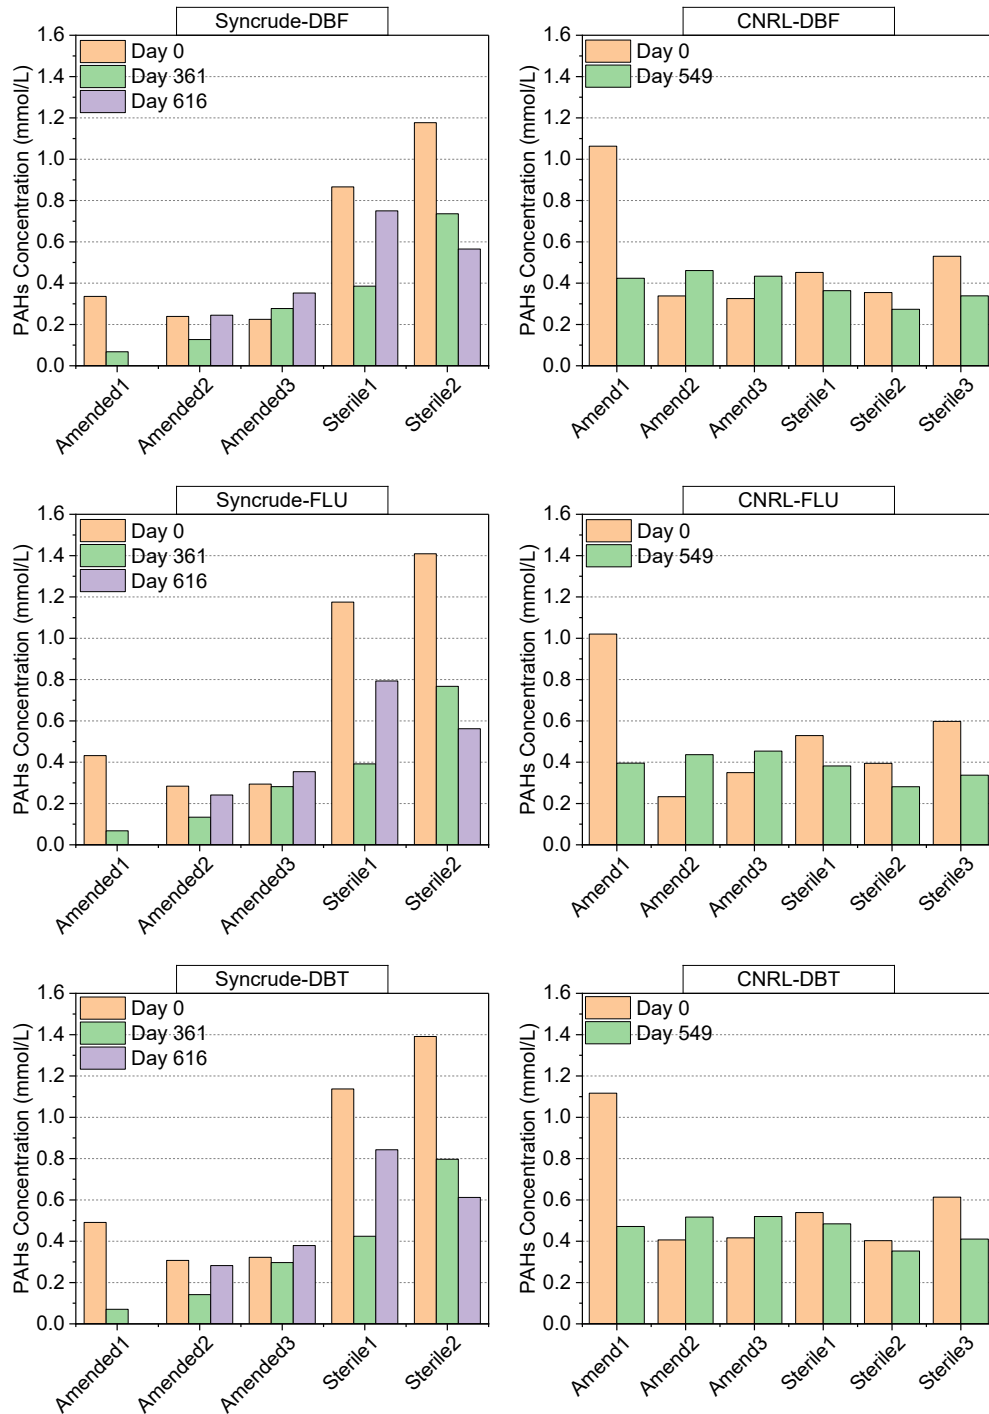 Syncrude-DBF
PAHs Concentration (mmol/L)
1.6
1.4
1.2
1.0
0.8
0.6
0.4
0.2
0.0
Day 0
Day 361
Day 616
Amended1
Amended2
Amended3
Sterile1
Sterile2
CNRL-DBF
PAHs Concentration (mmol/L)
1.6
1.4
1.2
1.0
0.8
0.6
0.4
0.2
0.0
Day 0
Day 549
Amend1
Amend2
Amend3
Sterile1
Sterile2
Sterile3
Syncrude-FLU
PAHs Concentration (mmol/L)
1.6
1.4
1.2
1.0
0.8
0.6
0.4
0.2
0.0
Day 0
Day 361
Day 616
Amended1
Amended2
Amended3
Sterile1
Sterile2
CNRL-FLU
PAHs Concentration (mmol/L)
1.6
1.4
1.2
1.0
0.8
0.6
0.4
0.2
0.0
Day 0
Day 549
Amend1
Amend2
Amend3
Sterile1
Sterile2
Sterile3
Syncrude-DBT
PAHs Concentration (mmol/L)
1.6
1.4
1.2
1.0
0.8
0.6
0.4
0.2
0.0
Day 0
Day 361
Day 616
Amended1
Amended2
Amended3
Sterile1
Sterile2
CNRL-DBT
PAHs Concentration (mmol/L)
1.6
1.4
1.2
1.0
0.8
0.6
0.4
0.2
0.0
Day 0
Day 549
Amend1
Amend2
Amend3
Sterile1
Sterile2
Sterile3